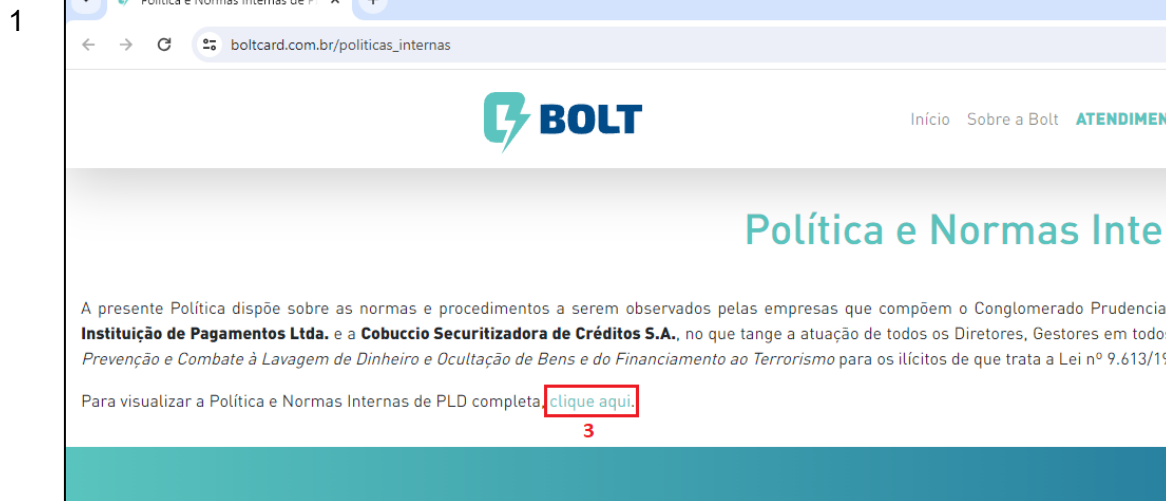 1
Política e Normas Internas de P
boltcard.com.br/politicas_internas
BOLT
Início Sobre a Bolt ATENDIMEN
Política e Normas Inte
A presente Política dispõe sobre as normas e procedimentos a serem observados pelas empresas que compõem o Conglomerado Prudencia
Instituição de Pagamentos Ltda. e a Cobuccio Securitizadora de Créditos S.A., no que tange a atuação de todos os Diretores, Gestores em todos
Prevenção e Combate à Lavagem de Dinheiro e Ocultação de Bens e do Financiamento ao Terrorismo para os ilícitos de que trata a Lei nº 9.613/19
Para visualizar a Política e Normas Internas de PLD completa, clique aqui.
3